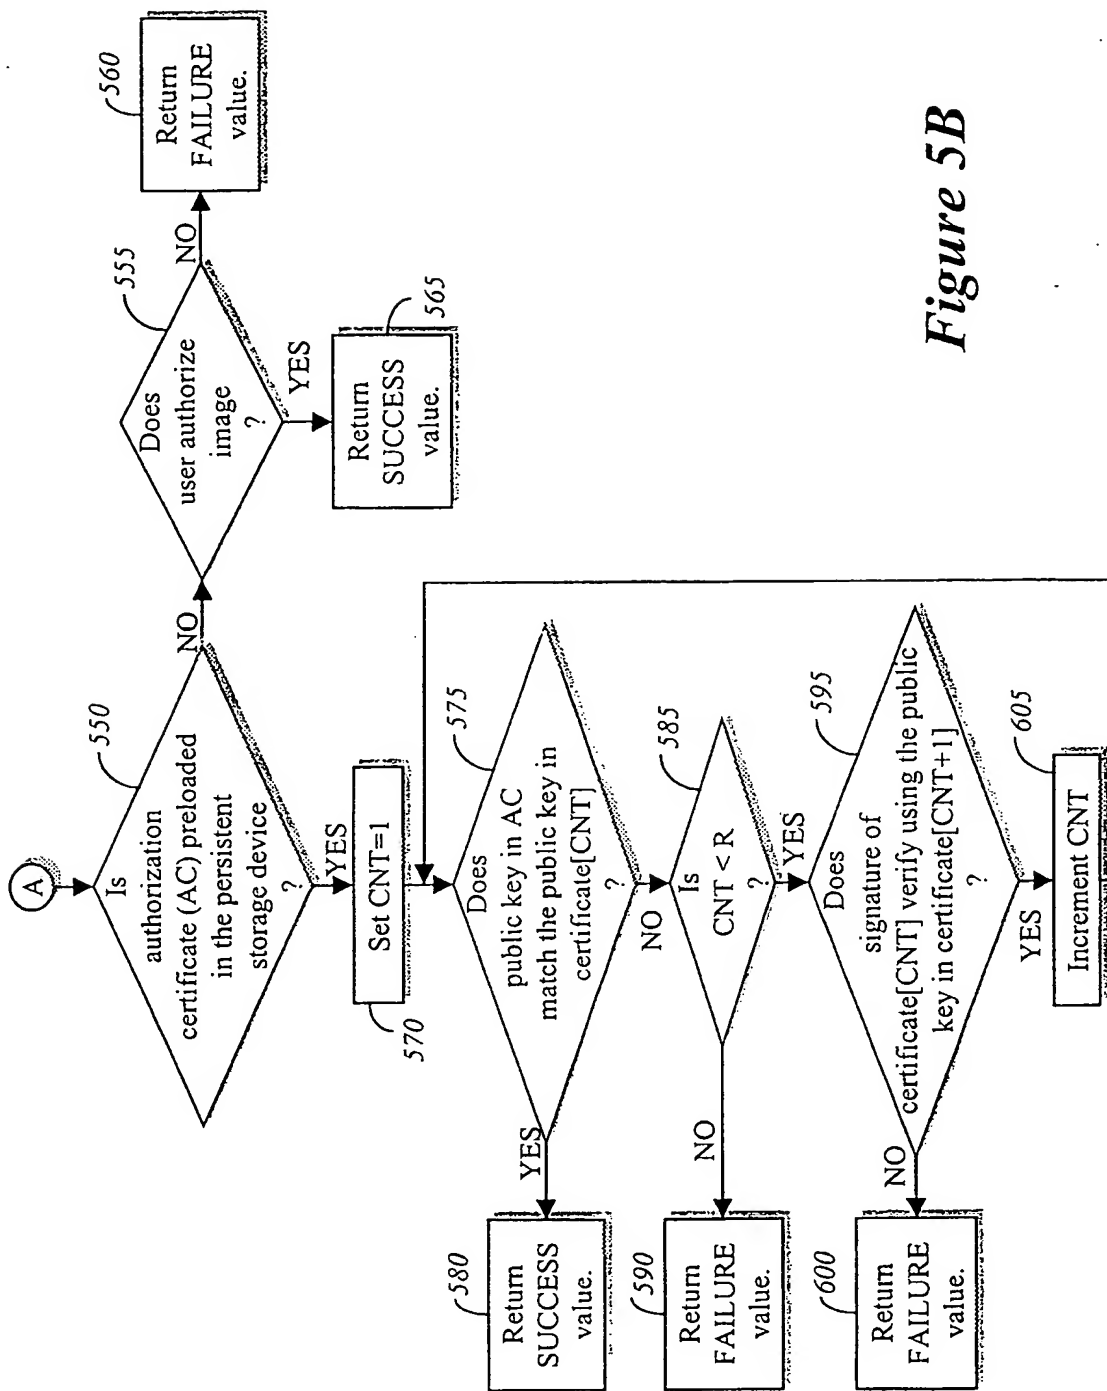 A
Is
authorization
certificate (AC) preloaded
in the persistent
storage device
?
550
NO
YES
Does
user authorize
image
?
555
NO
YES
Return
FAILURE
value.
560
Return
SUCCESS
value.
565
Set CNT=1
570
Does
public key in AC
match the public key in
certificate[CNT]
?
575
YES
NO
Return
SUCCESS
value.
580
Is
CNT < R
?
585
NO
YES
Return
FAILURE
value.
590
Does
signature of
certificate[CNT] verify using the public
key in certificate[CNT+1]
?
595
NO
YES
Return
FAILURE
value.
600
Increment CNT
605
Figure 5B